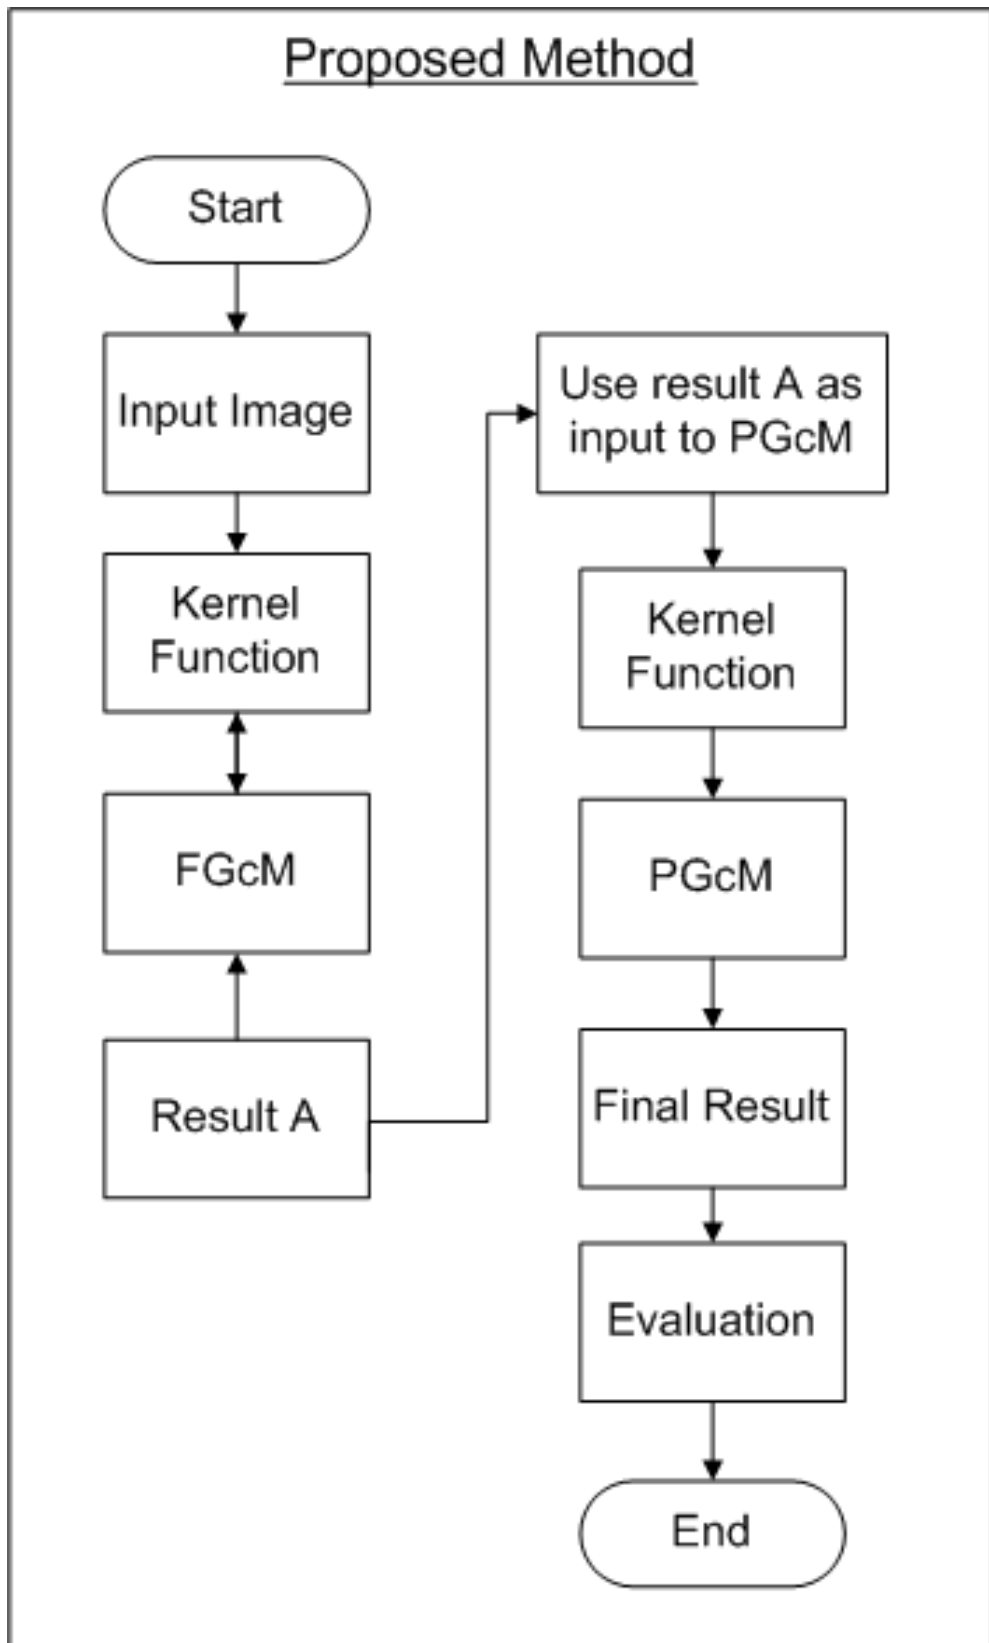 Proposed Method
Start
Input Image
Kernel
Function
FGcM
Result A
Use result A as
input to PGcM
Kernel
Function
PGcM
Final Result
Evaluation
End